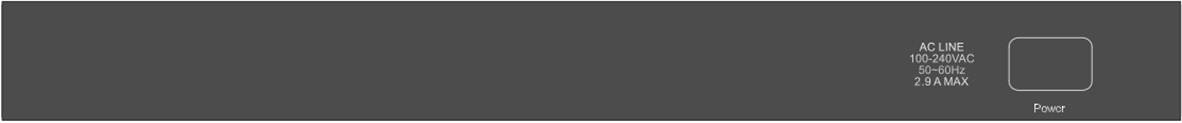 AC LINE
100-240VAC
50~60Hz
2.9 A MAX
Power